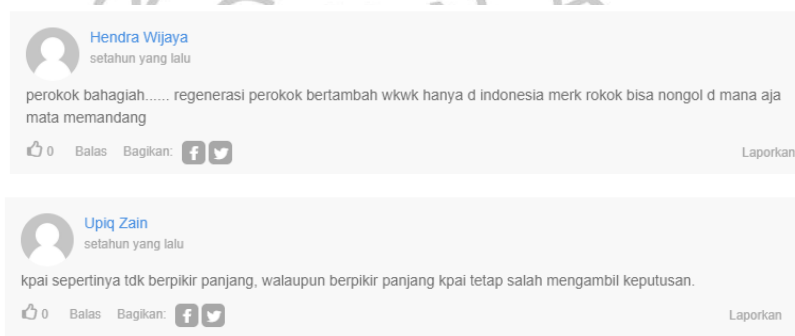 Hendra Wijaya
setahun yang lalu
perokok bahagiah...... regenerasi perokok bertambah wkwk hanya d indonesia merk rokok bisa nongol d mana aja
mata memandang
0 Balas Bagikan: Laporkan
Upiq Zain
setahun yang lalu
kpai sepertinya tdk berpikir panjang, walaupun berpikir panjang kpai tetap salah mengambil keputusan.
0 Balas Bagikan: Laporkan